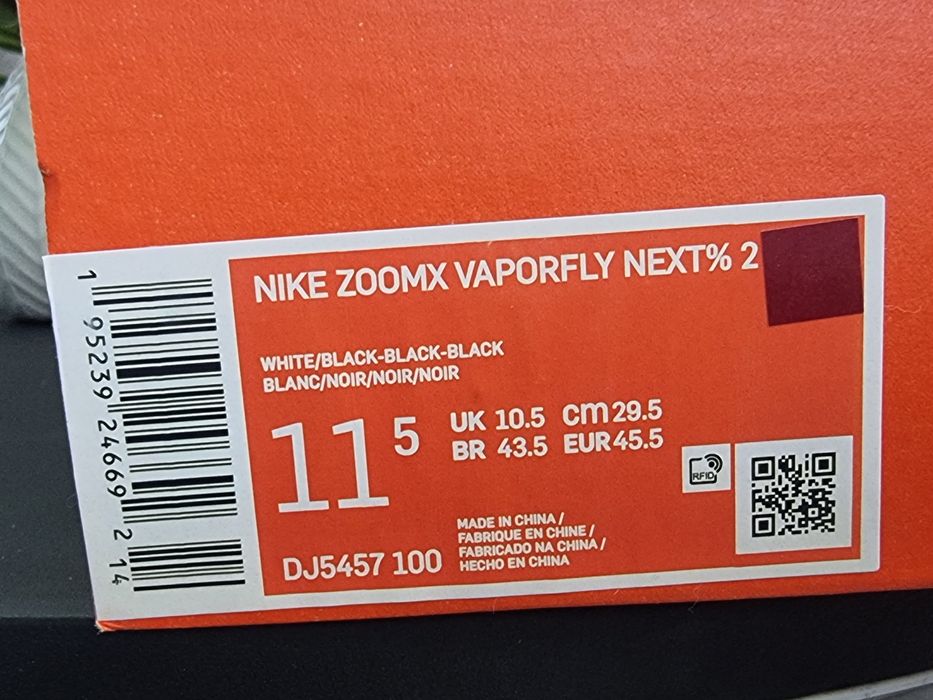 NIKE ZOOMX VAPORFLY NEXT% 2
WHITE/BLACK-BLACK-BLACK
BLANC/NOIR/NOIR/NOIR
11 5
UK 10.5 cm 29.5
BR 43.5 EUR 45.5
RFID
DJ5457 100
MADE IN CHINA /
FABRIQUE EN CHINE /
FABRICADO NA CHINA /
HECHO EN CHINA
1 95239 24669 2 14